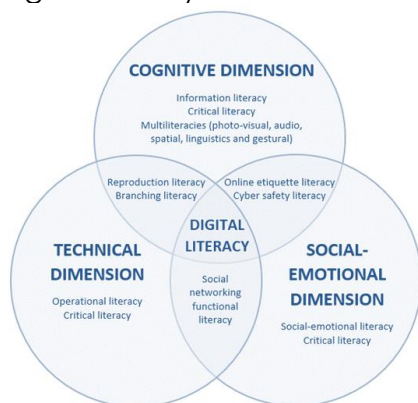 COGNITIVE DIMENSION
Information literacy
Critical literacy
Multiliteracies (photo-visual, audio,
spatial, linguistics and gestural)
Reproduction literacy
Branching literacy
Online etiquette literacy
Cyber safety literacy
DIGITAL
LITERACY
TECHNICAL
DIMENSION
Operational literacy
Critical literacy
Social
networking
functional
literacy
SOCIAL-
EMOTIONAL
DIMENSION
Social-emotional literacy
Critical literacy